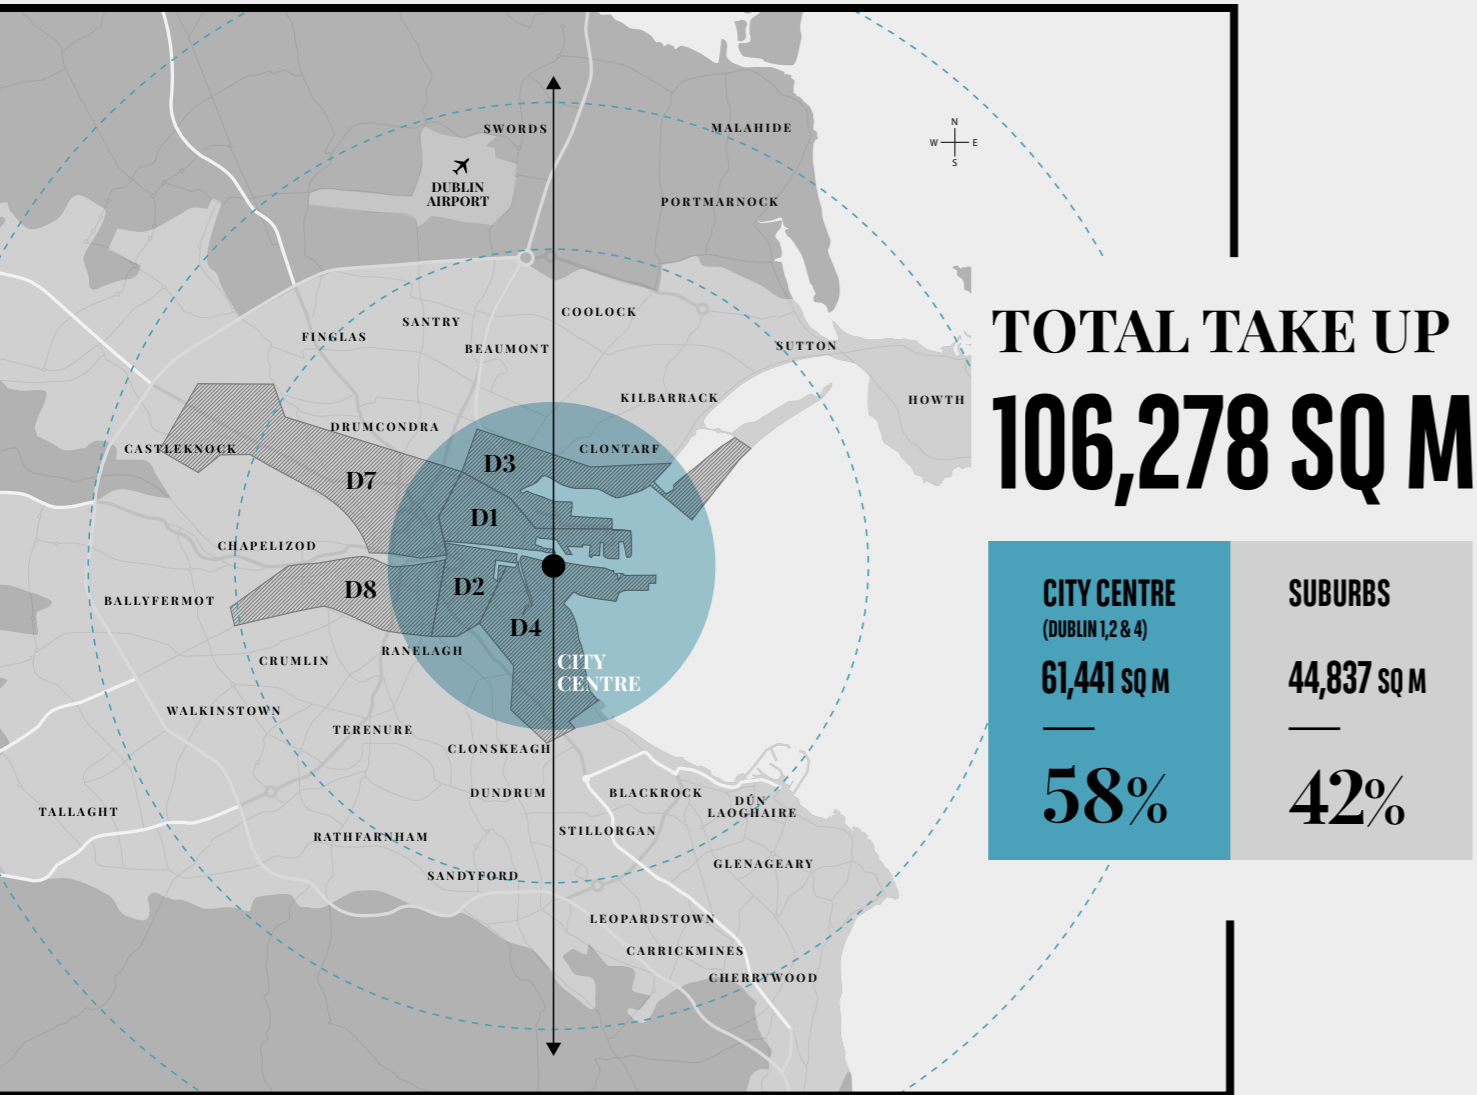 SWORDS
MALAHIDE
N
W
E
S
DUBLIN
AIRPORT
PORTMARNOCK
COOLOCK
SANTRY
FINGLAS
BEAUMONT
SUTTON
KILBARRACK
HOWTH
DRUMCONDRA
CASTLEKNOCK
CLONTARF
D3
D7
D1
CHAPELIZOD
D2
D8
BALLYFERMOT
D4
RANELAGH
CRUMLIN
CITY
CENTRE
WALKINSTOWN
TERENURE
CLONSKEAGH
DUNDRUM
BLACKROCK
DÚN
LAOGHAIRE
TALLAGHT
STILLORGAN
RATHFARNHAM
GLENAGEARY
SANDYFORD
LEOPARDSTOWN
CARRICKMINES
CHERRYWOOD
TOTAL TAKE UP
106,278 SQ M
CITY CENTRE
(DUBLIN 1,2 & 4)
61,441 SQ M
58%
SUBURBS
44,837 SQ M
42%